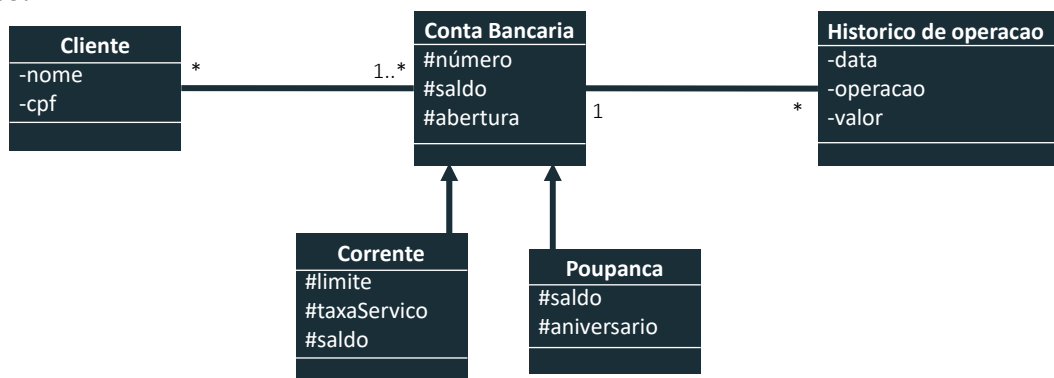 Cliente
-nome
-cpf
*
1..*
Conta Bancaria
#número
#saldo
#abertura
1
*
Historico de operacao
-data
-operacao
-valor
Corrente
#limite
#taxaServico
#saldo
Poupanca
#saldo
#aniversario